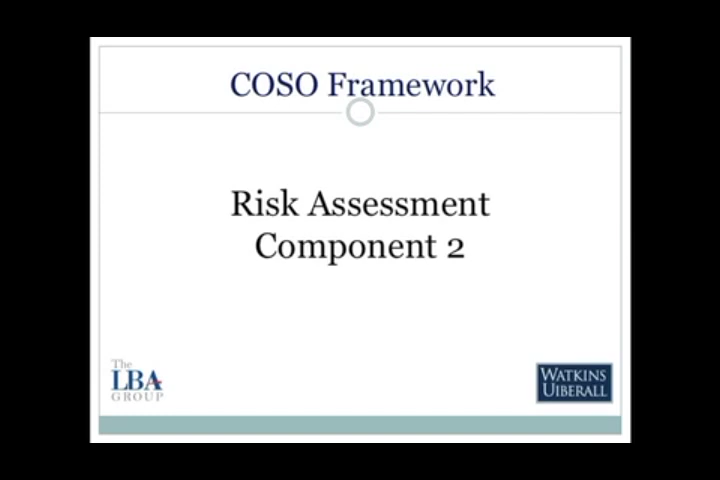 COSO Framework
Risk Assessment
Component 2
The
LBA
GROUP
WATKINS
UIBERALL